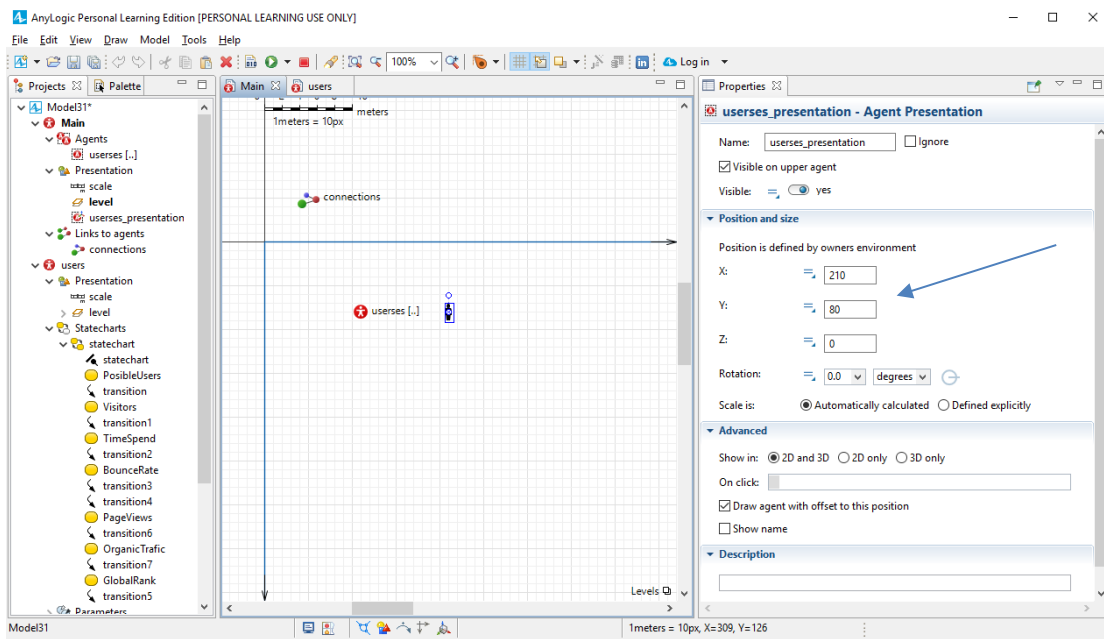 AnyLogic Personal Learning Edition [PERSONAL LEARNING USE ONLY]
File Edit View Draw Model Tools Help
100% Log in
Projects Palette
Model31*
Main
Agents
userses [..]
Presentation
scale
level
userses_presentation
Links to agents
connections
users
Presentation
scale
level
Statecharts
statechart
statechart
PosibleUsers
transition
Visitors
transition1
TimeSpend
transition2
BounceRate
transition3
transition4
PageViews
transition6
OrganicTrafic
transition7
GlobalRank
transition5
Parameters
Main users
meters
1meters = 10px
connections
userses [..]
Levels
Properties
userses_presentation - Agent Presentation
Name: userses_presentation Ignore
Visible on upper agent
Visible: yes
Position and size
Position is defined by owners environment
X: 210
Y: 80
Z: 0
Rotation: 0.0 degrees
Scale is: Automatically calculated Defined explicitly
Advanced
Show in: 2D and 3D 2D only 3D only
On click:
Draw agent with offset to this position
Show name
Description
Model31 1meters = 10px, X=309, Y=126